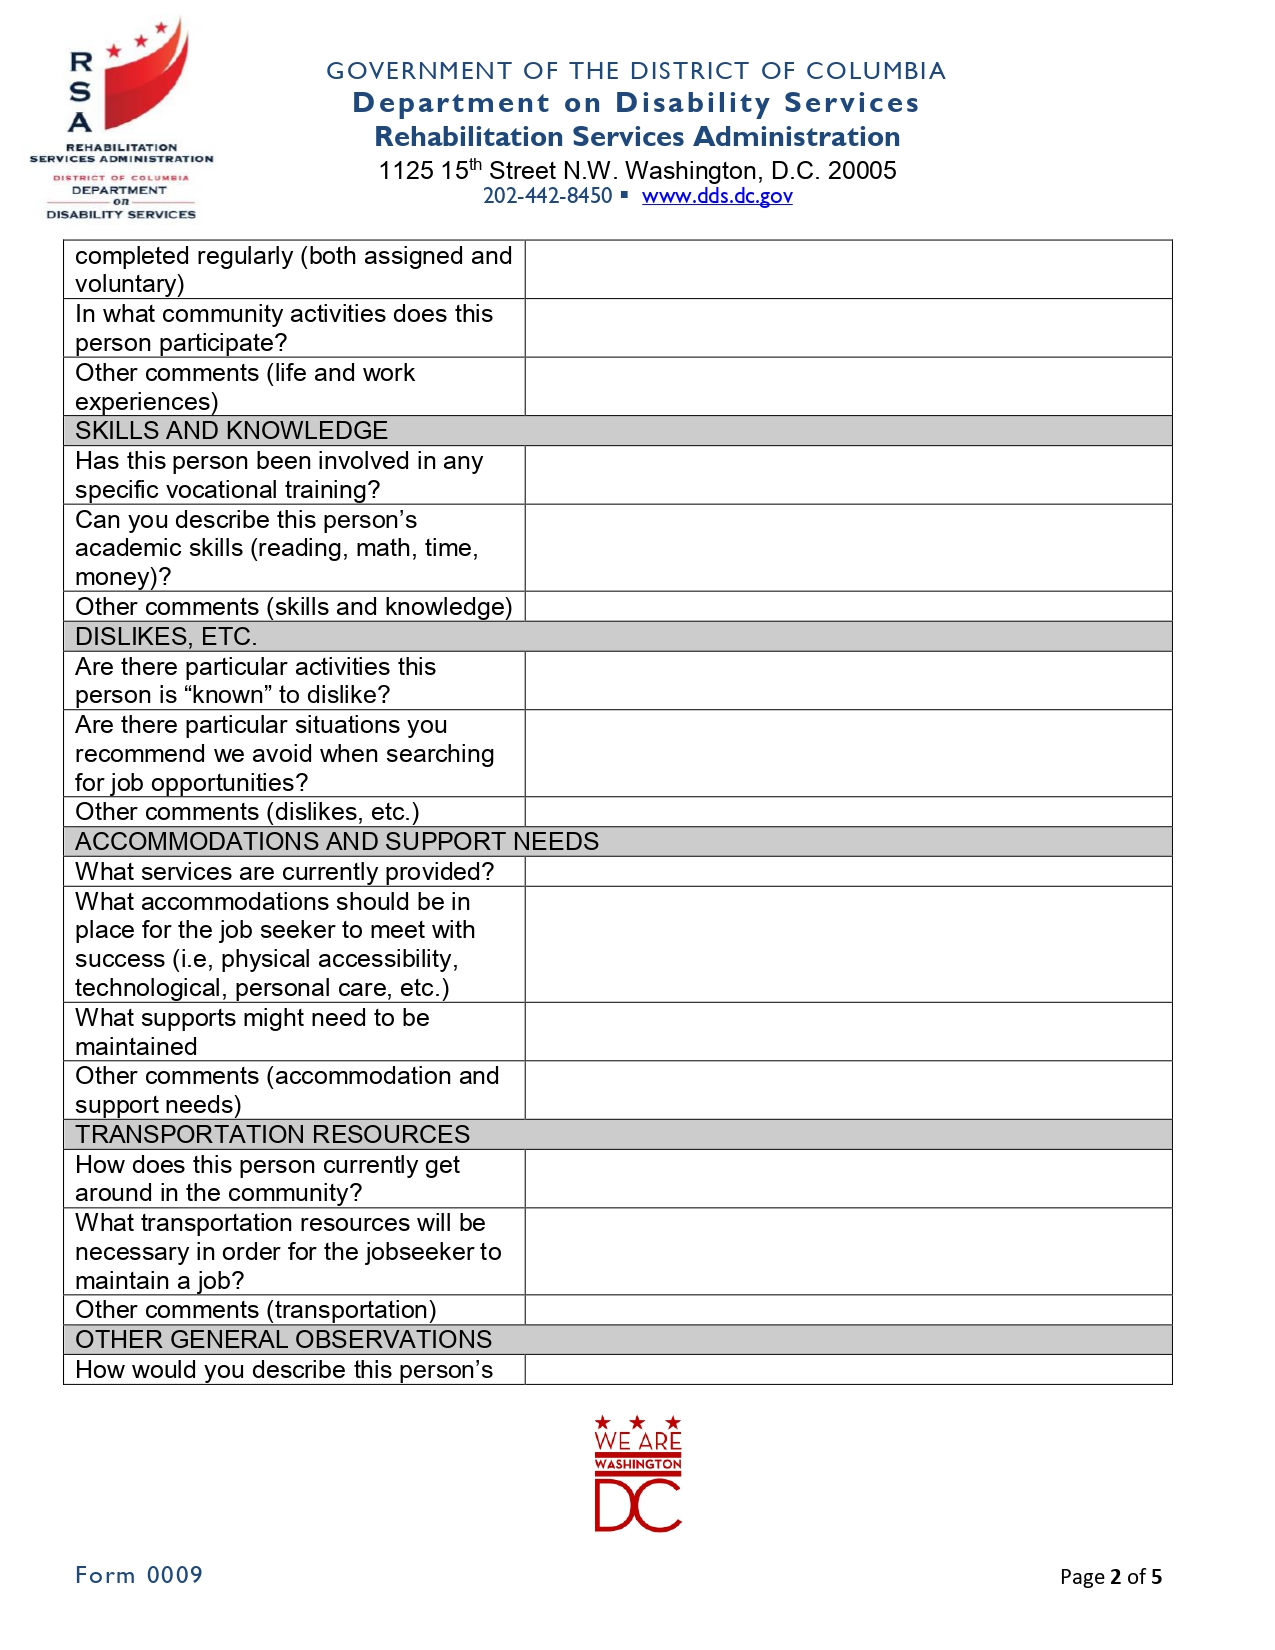 R
S
A
REHABILITATION
SERVICES ADMINISTRATION
DISTRICT OF COLUMBIA
DEPARTMENT
on
DISABILITY SERVICES
GOVERNMENT OF THE DISTRICT OF COLUMBIA
Department on Disability Services
Rehabilitation Services Administration
1125 15th Street N.W. Washington, D.C. 20005
202-442-8450 ▪ www.dds.dc.gov
completed regularly (both assigned and
voluntary)
In what community activities does this
person participate?
Other comments (life and work
experiences)
SKILLS AND KNOWLEDGE
Has this person been involved in any
specific vocational training?
Can you describe this person’s
academic skills (reading, math, time,
money)?
Other comments (skills and knowledge)
DISLIKES, ETC.
Are there particular activities this
person is “known” to dislike?
Are there particular situations you
recommend we avoid when searching
for job opportunities?
Other comments (dislikes, etc.)
ACCOMMODATIONS AND SUPPORT NEEDS
What services are currently provided?
What accommodations should be in
place for the job seeker to meet with
success (i.e, physical accessibility,
technological, personal care, etc.)
What supports might need to be
maintained
Other comments (accommodation and
support needs)
TRANSPORTATION RESOURCES
How does this person currently get
around in the community?
What transportation resources will be
necessary in order for the jobseeker to
maintain a job?
Other comments (transportation)
OTHER GENERAL OBSERVATIONS
How would you describe this person’s
WE ARE
WASHINGTON
DC
Form 0009
Page 2 of 5